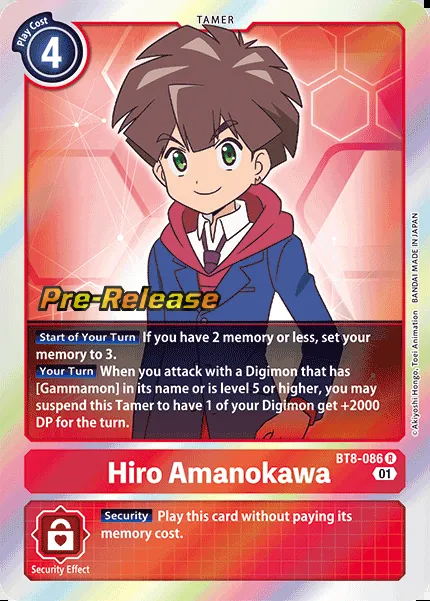 TAMER
Play Cost
4
Pre-Release
Start of Your Turn If you have 2 memory or less, set your
memory to 3.
Your Turn When you attack with a Digimon that has
[Gammamon] in its name or is level 5 or higher, you may
suspend this Tamer to have 1 of your Digimon get +2000
DP for the turn.
©Akiyoshi Hongo, Toei Animation BANDAI MADE IN JAPAN
BT8-086 R
Hiro Amanokawa
01
Security Play this card without paying its
memory cost.
Security Effect